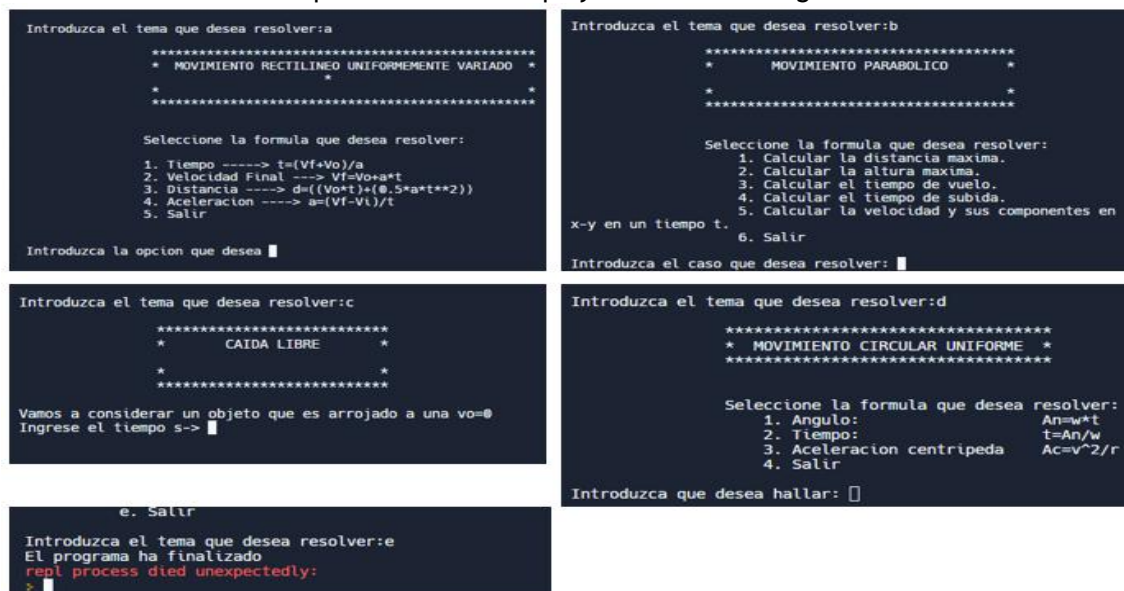 Introduzca el tema que desea resolver:a
**************************************************
* MOVIMIENTO RECTILINEO UNIFORMEMENTE VARIADO *
*
* *
**************************************************
Seleccione la formula que desea resolver:
1. Tiempo -----> t=(Vf+Vo)/a
2. Velocidad Final ---> Vf=Vo+a*t
3. Distancia ----> d=((Vo*t)+(0.5*a*t**2))
4. Aceleracion ----> a=(Vf-Vi)/t
5. Salir
Introduzca la opcion que desea
Introduzca el tema que desea resolver:b
*************************************
* MOVIMIENTO PARABOLICO *
* *
*************************************
Seleccione la formula que desea resolver:
1. Calcular la distancia maxima.
2. Calcular la altura maxima.
3. Calcular el tiempo de vuelo.
4. Calcular el tiempo de subida.
5. Calcular la velocidad y sus componentes en
x-y en un tiempo t.
6. Salir
Introduzca el caso que desea resolver:
Introduzca el tema que desea resolver:c
***************************
* CAIDA LIBRE *
* *
***************************
Vamos a considerar un objeto que es arrojado a una vo=0
Ingrese el tiempo s->
Introduzca el tema que desea resolver:d
**********************************
* MOVIMIENTO CIRCULAR UNIFORME *
**********************************
Seleccione la formula que desea resolver:
1. Angulo: An=w*t
2. Tiempo: t=An/w
3. Aceleracion centripeda Ac=v^2/r
4. Salir
Introduzca que desea hallar:
e. Salir
Introduzca el tema que desea resolver:e
El programa ha finalizado
repl process died unexpectedly:
>